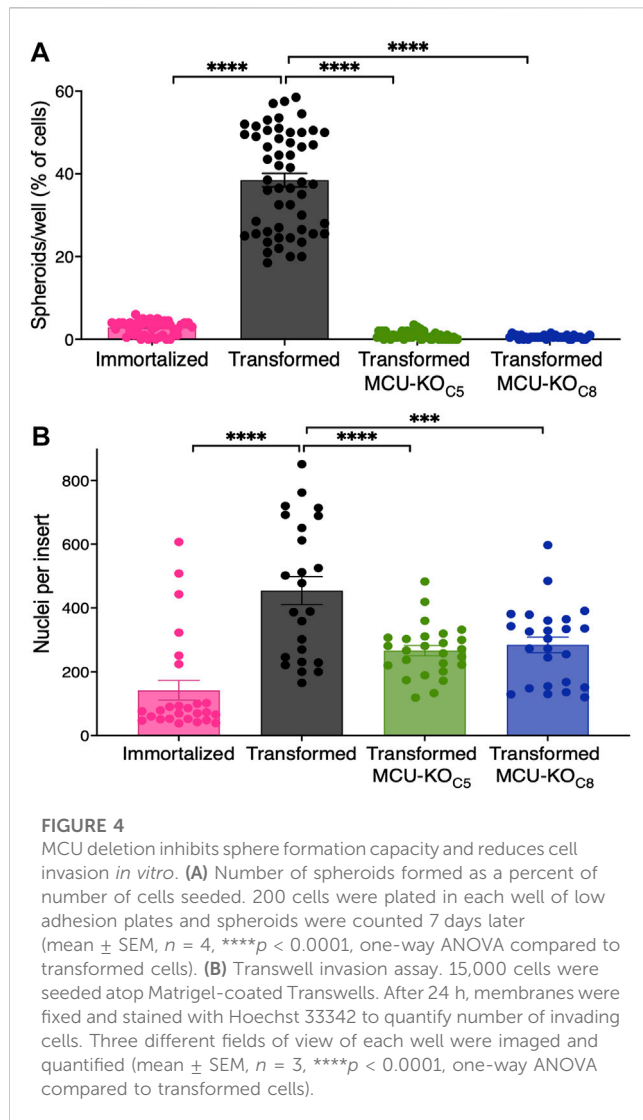 A
****
****
****
Spheroids/well (% of cells)
60
40
20
0
Immortalized
Transformed
Transformed
MCU-KOC5
Transformed
MCU-KOC8
B
***
****
****
Nuclei per insert
800
600
400
200
0
Immortalized
Transformed
Transformed
MCU-KOC5
Transformed
MCU-KOC8
FIGURE 4
MCU deletion inhibits sphere formation capacity and reduces cell
invasion in vitro. (A) Number of spheroids formed as a percent of
number of cells seeded. 200 cells were plated in each well of low
adhesion plates and spheroids were counted 7 days later
(mean ± SEM, n = 4, ****p < 0.0001, one-way ANOVA compared to
transformed cells). (B) Transwell invasion assay. 15,000 cells were
seeded atop Matrigel-coated Transwells. After 24 h, membranes were
fixed and stained with Hoechst 33342 to quantify number of invading
cells. Three different fields of view of each well were imaged and
quantified (mean ± SEM, n = 3, ****p < 0.0001, one-way ANOVA
compared to transformed cells).